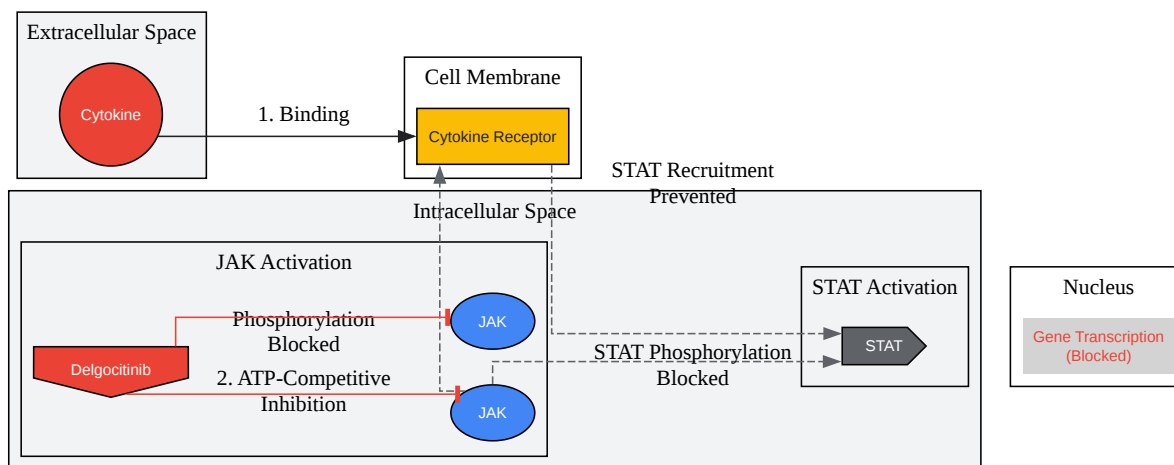 Extracellular Space
Cytokine
1. Binding
Cell Membrane
Cytokine Receptor
STAT Recruitment
Prevented
Intracellular Space
JAK Activation
JAK
Phosphorylation
Blocked
Delgocitinib
2. ATP-Competitive
Inhibition
JAK
STAT Phosphorylation
Blocked
STAT Activation
STAT
Nucleus
Gene Transcription
(Blocked)